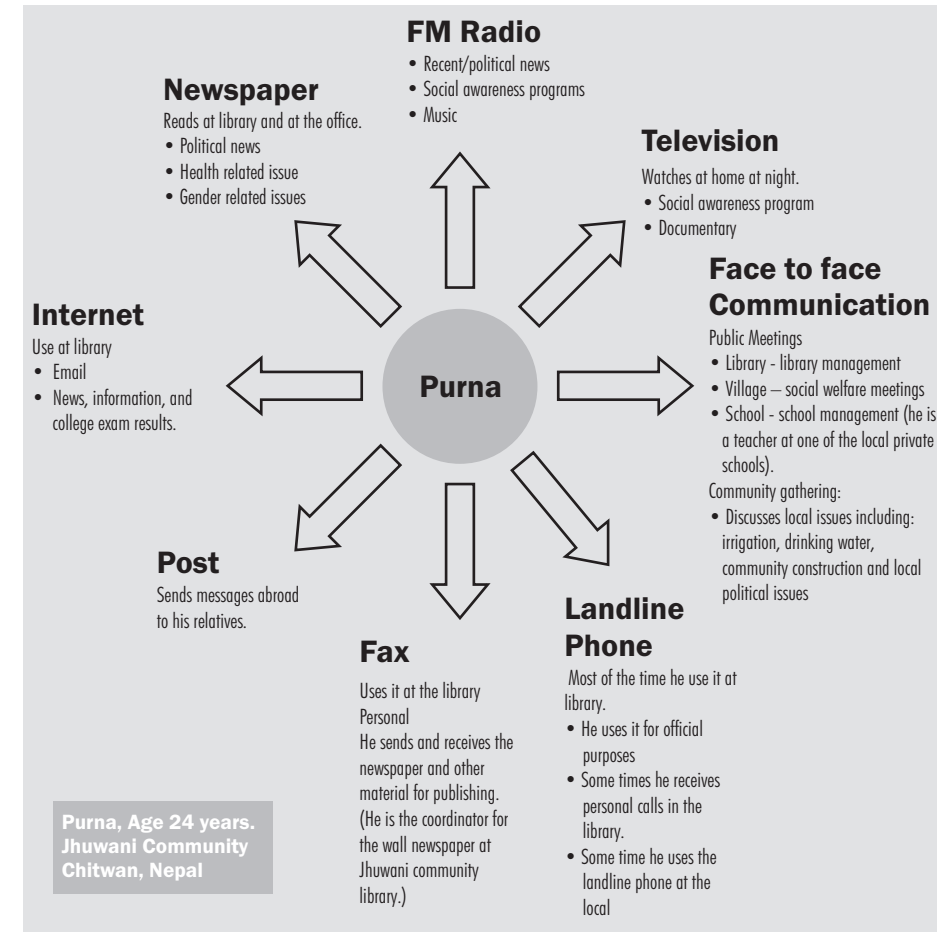 FM Radio
• Recent/political news
• Social awareness programs
• Music
Newspaper
Reads at library and at the office.
• Political news
• Health related issue
• Gender related issues
Television
Watches at home at night.
• Social awareness program
• Documentary
Face to face
Communication
Public Meetings
• Library - library management
• Village – social welfare meetings
• School - school management (he is
a teacher at one of the local private
schools).
Community gathering:
• Discusses local issues including:
irrigation, drinking water,
community construction and local
political issues
Internet
Use at library
• Email
• News, information, and
college exam results.
Purna
Post
Sends messages abroad
to his relatives.
Fax
Uses it at the library
Personal
He sends and receives the
newspaper and other
material for publishing.
(He is the coordinator for
the wall newspaper at
Jhuwani community
library.)
Landline
Phone
Most of the time he use it at
library.
• He uses it for official
purposes
• Some times he receives
personal calls in the
library.
• Some time he uses the
landline phone at the
local
Purna, Age 24 years.
Jhuwani Community
Chitwan, Nepal